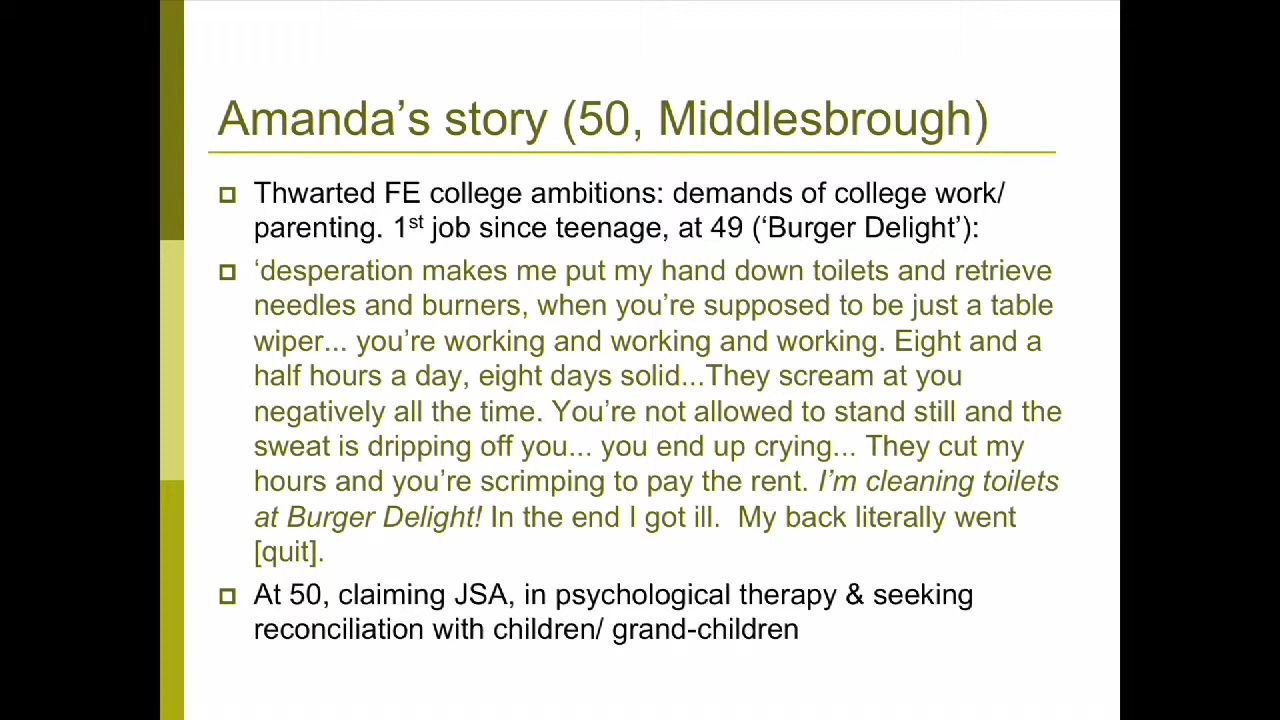 Amanda’s story (50, Middlesbrough)
Thwarted FE college ambitions: demands of college work/
parenting. 1st job since teenage, at 49 (‘Burger Delight’):
‘desperation makes me put my hand down toilets and retrieve
needles and burners, when you’re supposed to be just a table
wiper... you’re working and working and working. Eight and a
half hours a day, eight days solid...They scream at you
negatively all the time. You’re not allowed to stand still and the
sweat is dripping off you... you end up crying... They cut my
hours and you’re scrimping to pay the rent. I’m cleaning toilets
at Burger Delight! In the end I got ill.  My back literally went
[quit].
At 50, claiming JSA, in psychological therapy & seeking
reconciliation with children/ grand-children